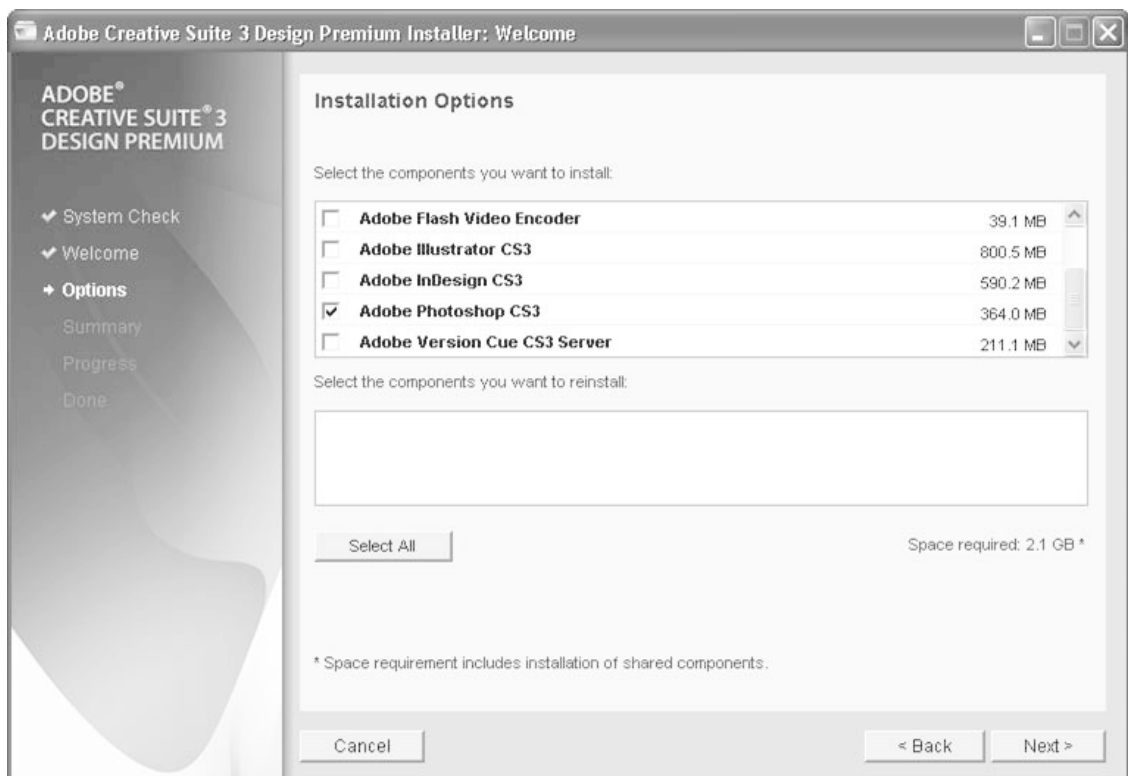 Adobe Creative Suite 3 Design Premium Installer: Welcome
ADOBE®
CREATIVE SUITE® 3
DESIGN PREMIUM
System Check
Welcome
Options
Summary
Progress
Done
Installation Options
Select the components you want to install:
Adobe Flash Video Encoder 39.1 MB
Adobe Illustrator CS3 800.5 MB
Adobe InDesign CS3 590.2 MB
Adobe Photoshop CS3 364.0 MB
Adobe Version Cue CS3 Server 211.1 MB
Select the components you want to reinstall:
Select All
Space required: 2.1 GB *
* Space requirement includes installation of shared components.
Cancel
< Back
Next >